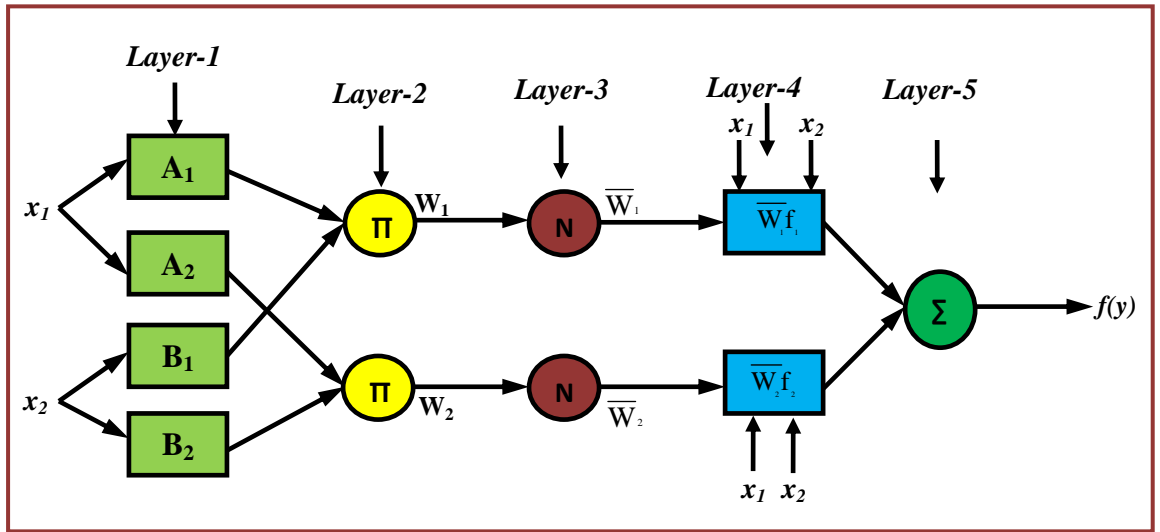 Layer-1
Layer-2
Layer-3
Layer-4
Layer-5
x₁
x₂
A₁
x₁
A₂
B₁
x₂
B₂
Π
W₁
N
W̅₁
W̅₁f₁
Σ
f(y)
Π
W₂
N
W̅₂
W̅₂f₂
x₁
x₂